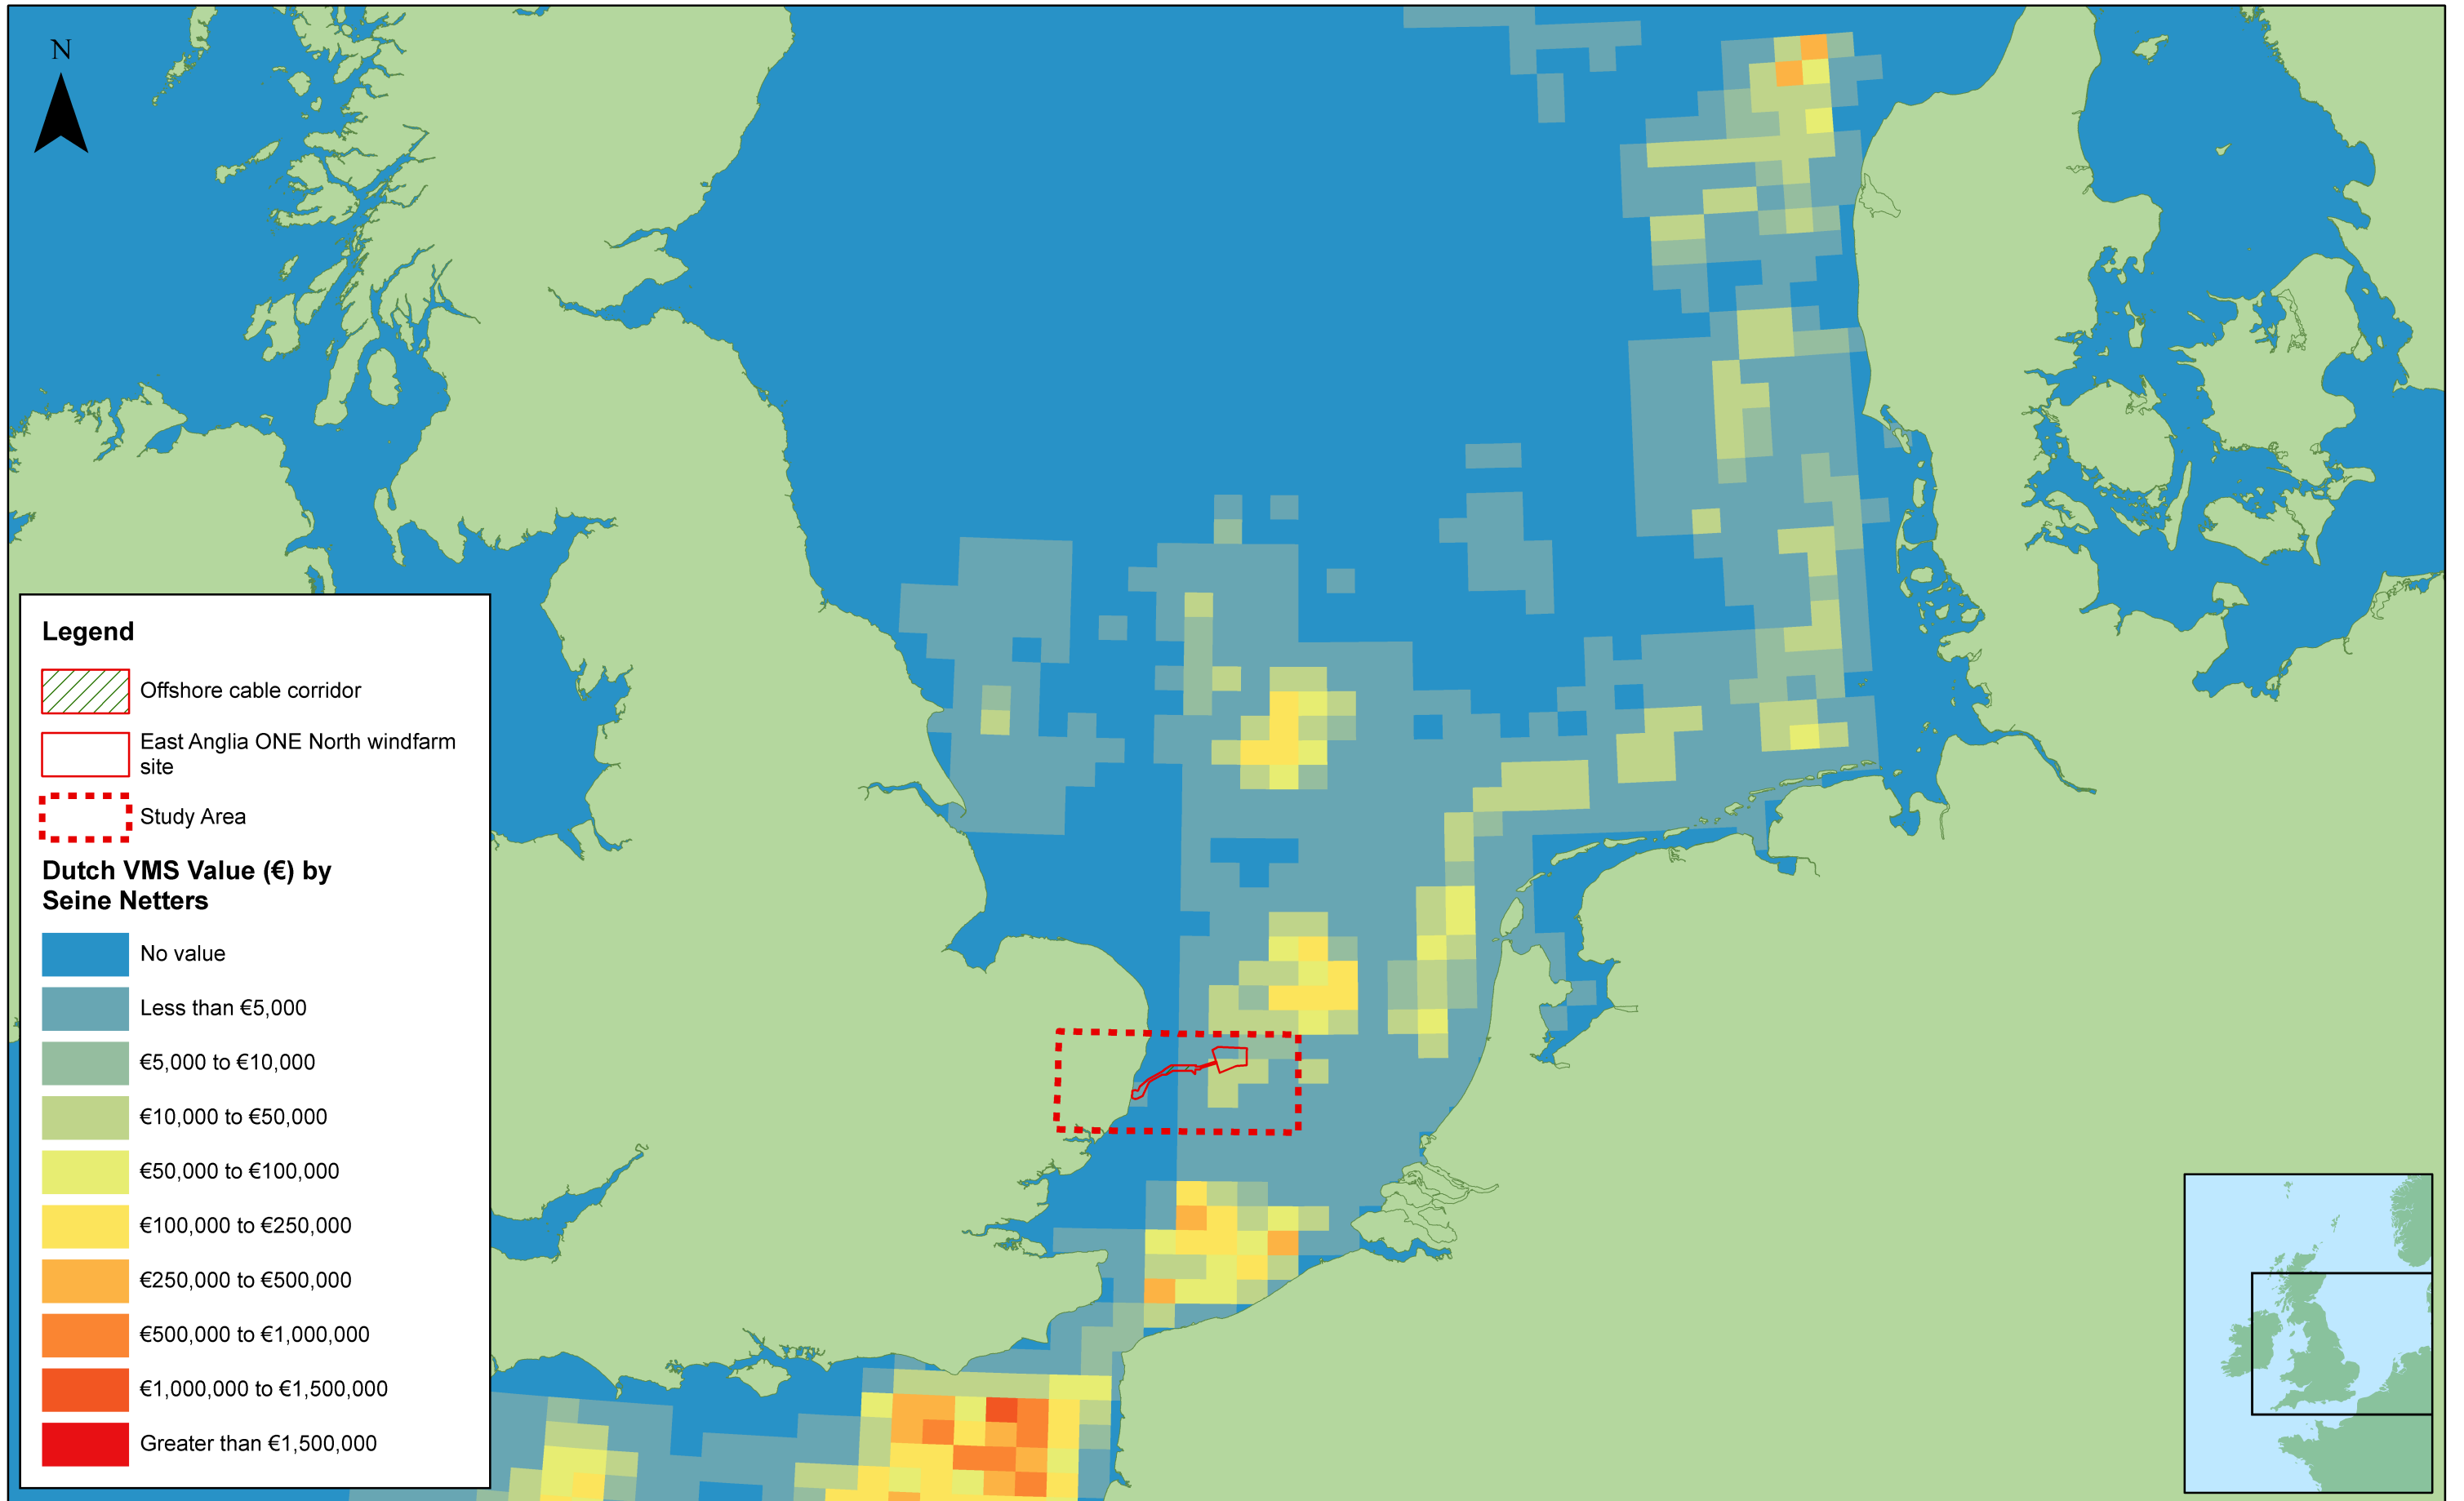 N
Legend
Offshore cable corridor
East Anglia ONE North windfarm
site
Study Area
Dutch VMS Value (€) by
Seine Netters
No value
Less than €5,000
€5,000 to €10,000
€10,000 to €50,000
€50,000 to €100,000
€100,000 to €250,000
€250,000 to €500,000
€500,000 to €1,000,000
€1,000,000 to €1,500,000
Greater than €1,500,000